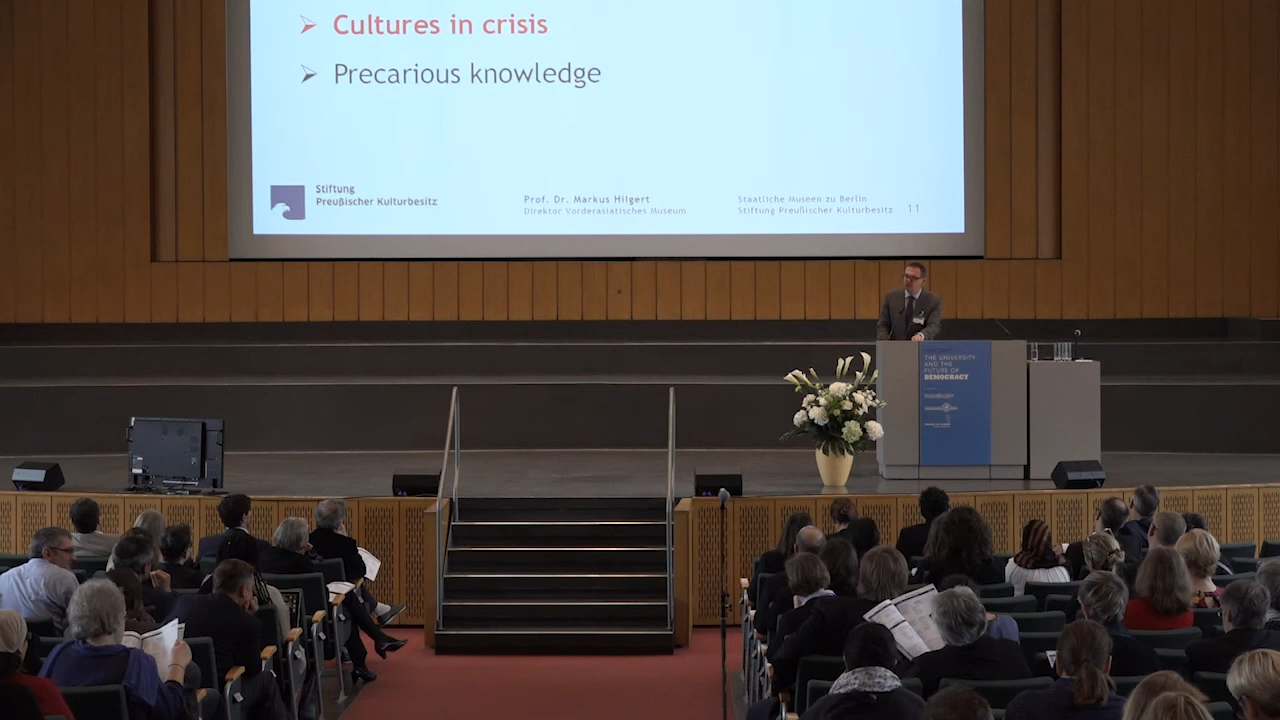 Cultures in crisis
Precarious knowledge
Stiftung
Preußischer Kulturbesitz
Prof. Dr. Markus Hilgert
Direktor Vorderasiatisches Museum
Staatliche Museen zu Berlin
Stiftung Preußischer Kulturbesitz
11
THE UNIVERSITY
AND THE
FUTURE OF
DEMOCRACY